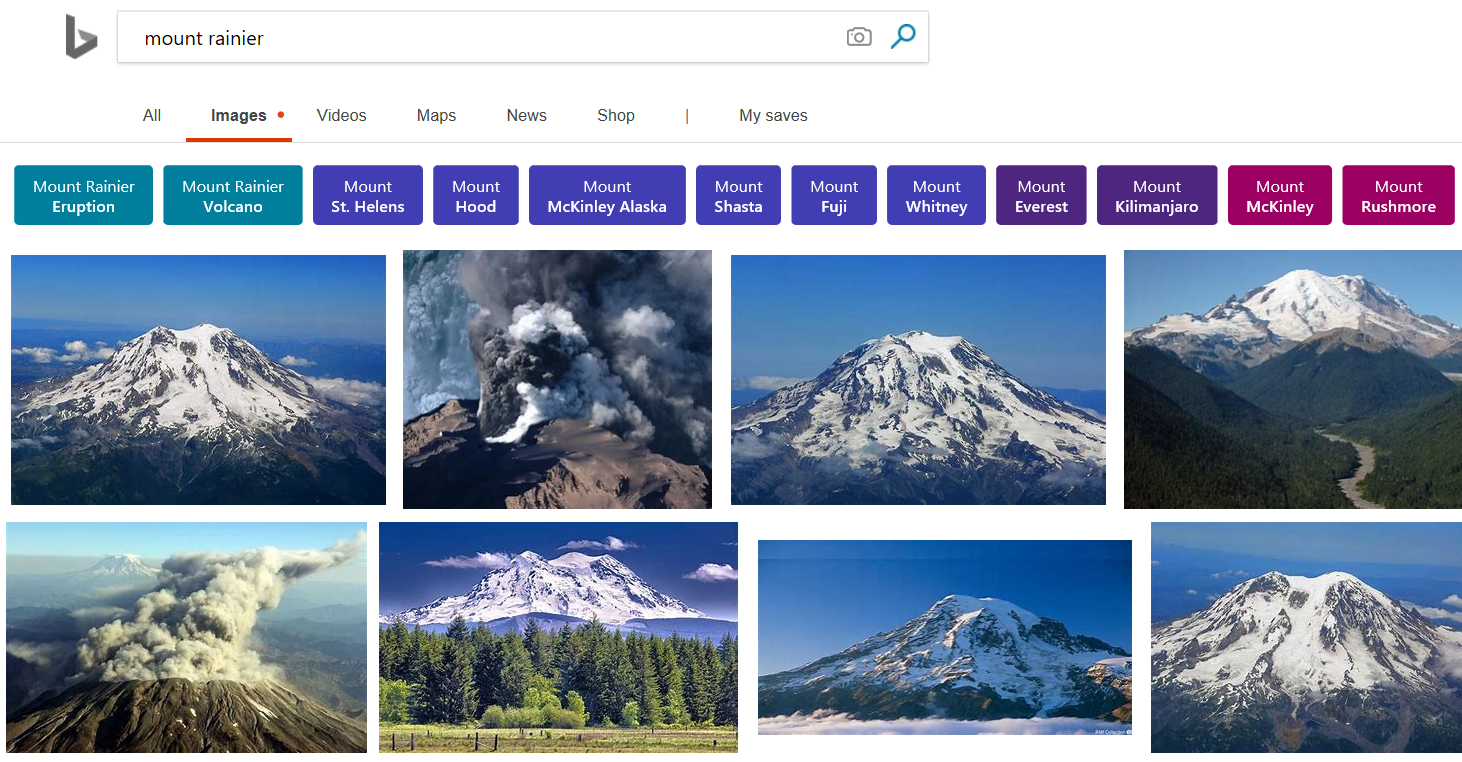 mount rainier
All Images Videos Maps News Shop | My saves
Mount Rainier
Eruption
Mount Rainier
Volcano
Mount
St. Helens
Mount
Hood
Mount
McKinley Alaska
Mount
Shasta
Mount
Fuji
Mount
Whitney
Mount
Everest
Mount
Kilimanjaro
Mount
McKinley
Mount
Rushmore
RMI Collection